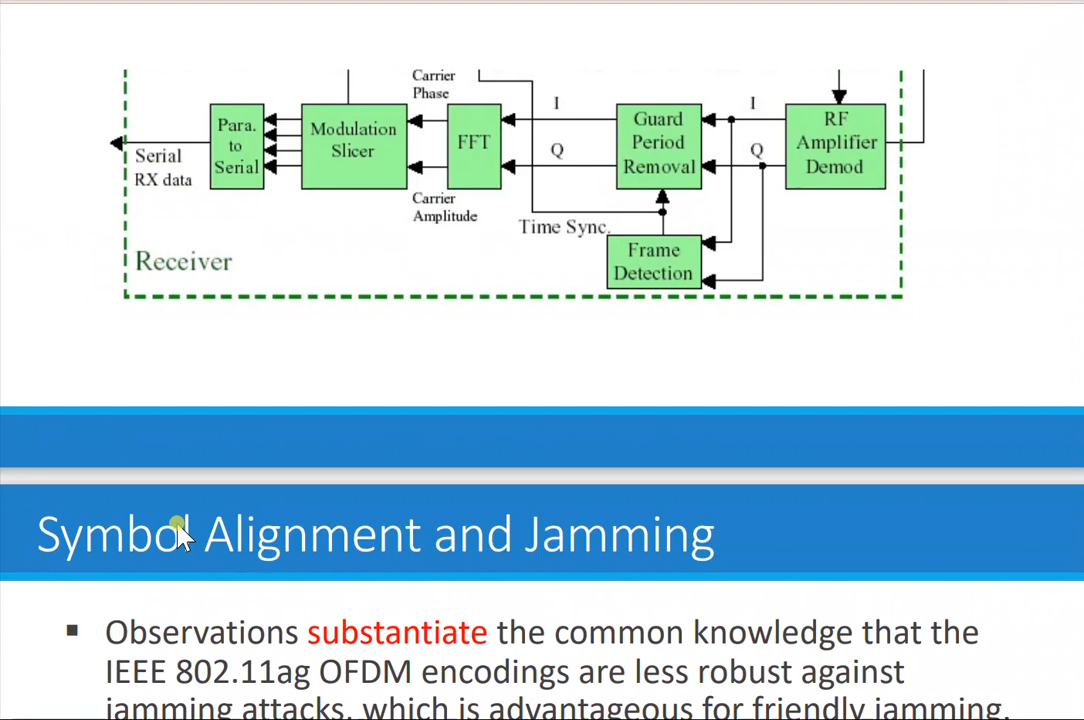 Carrier
Phase
I
I
Para.
to
Serial
Modulation
Slicer
FFT
Guard
Period
Removal
RF
Amplifier
Demod
Q
Q
Serial
RX data
Carrier
Amplitude
Time Sync.
Frame
Detection
Receiver
Symbol Alignment and Jamming
▪ Observations substantiate the common knowledge that the
IEEE 802.11ag OFDM encodings are less robust against
jamming attacks, which is advantageous for friendly jamming.